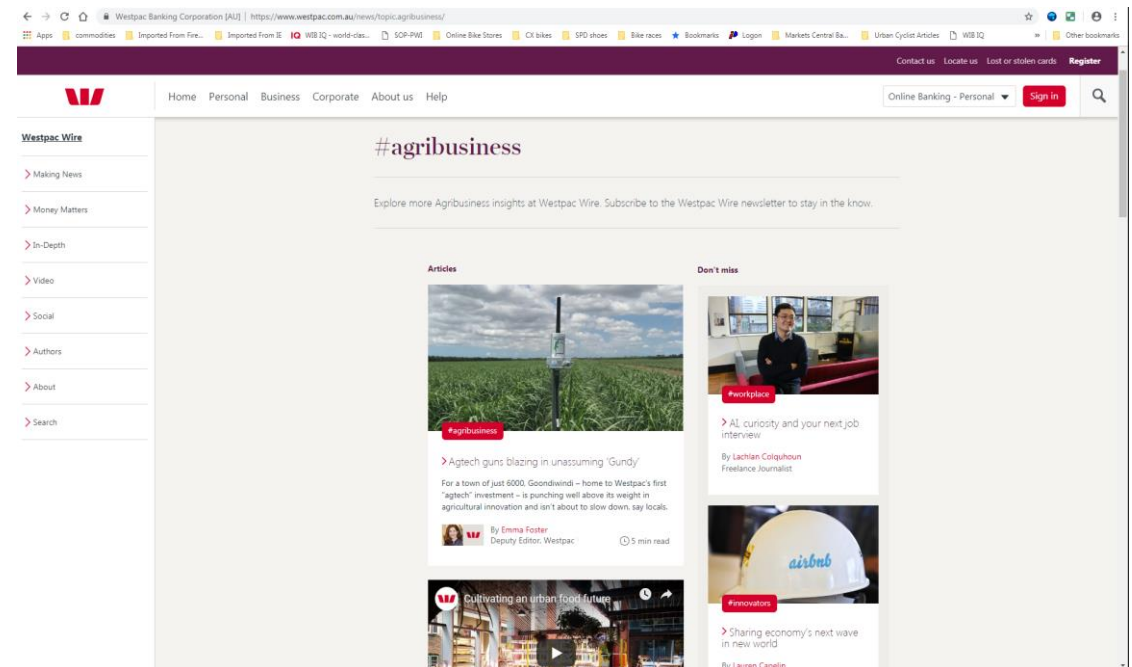 Westpac Banking Corporation [AU] | https://www.westpac.com.au/news/topic.agribusiness/
Apps commodities Imported From Fire... Imported From IE IQ WIB IQ - world-clas... SOP-PWI Online Bike Stores CX bikes SPD shoes Bike races Bookmarks Logon Markets Central Ba... Urban Cyclist Articles WIB IQ » Other bookmarks
Contact us Locate us Lost or stolen cards Register
Home Personal Business Corporate About us Help Online Banking - Personal Sign in
Westpac Wire
Making News
Money Matters
In-Depth
Video
Social
Authors
About
Search
#agribusiness
Explore more Agribusiness insights at Westpac Wire. Subscribe to the Westpac Wire newsletter to stay in the know.
Articles
#agribusiness
Agtech guns blazing in unassuming 'Gundy'
For a town of just 6000, Goondiwindi – home to Westpac's first
"agtech" investment – is punching well above its weight in
agricultural innovation and isn't about to slow down, say locals.
By Emma Foster
Deputy Editor, Westpac
5 min read
Cultivating an urban food future
Don't miss
#workplace
AI, curiosity and your next job
interview
By Lachlan Colquhoun
Freelance Journalist
airbnb
#innovators
Sharing economy's next wave
in new world
By Lauren Capelin